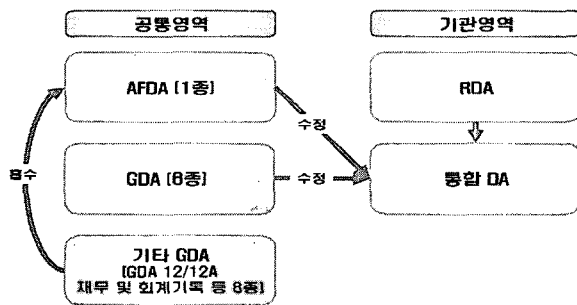 공통영역
기관영역
AFDA [1종]
RDA
수정
흡수
GDA [8종]
수정
통합 DA
기타 GDA
[GDA 12/12A
재무 및 회계기록 등 8종]